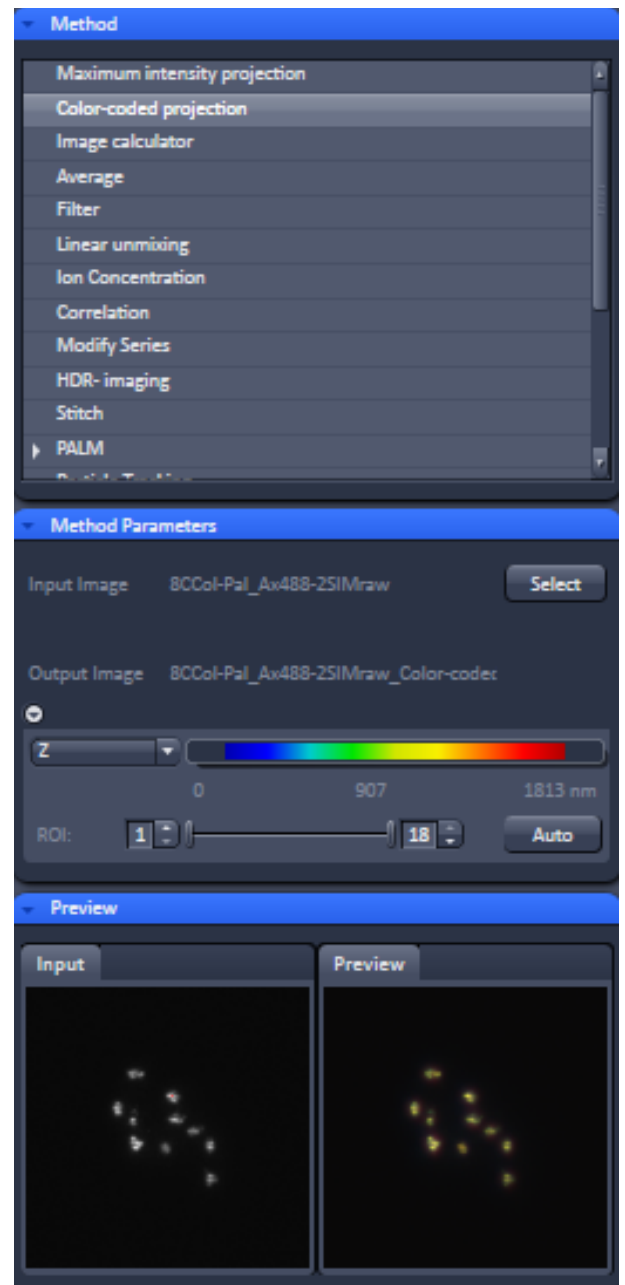 Method
Maximum intensity projection
Color-coded projection
Image calculator
Average
Filter
Linear unmixing
Ion Concentration
Correlation
Modify Series
HDR- imaging
Stitch
PALM
Method Parameters
Input Image 8CCol-Pal_Ax488-2SIMraw Select
Output Image 8CCol-Pal_Ax488-2SIMraw_Color-codec
Z
0 907 1813 nm
ROI: 1 18 Auto
Preview
Input Preview